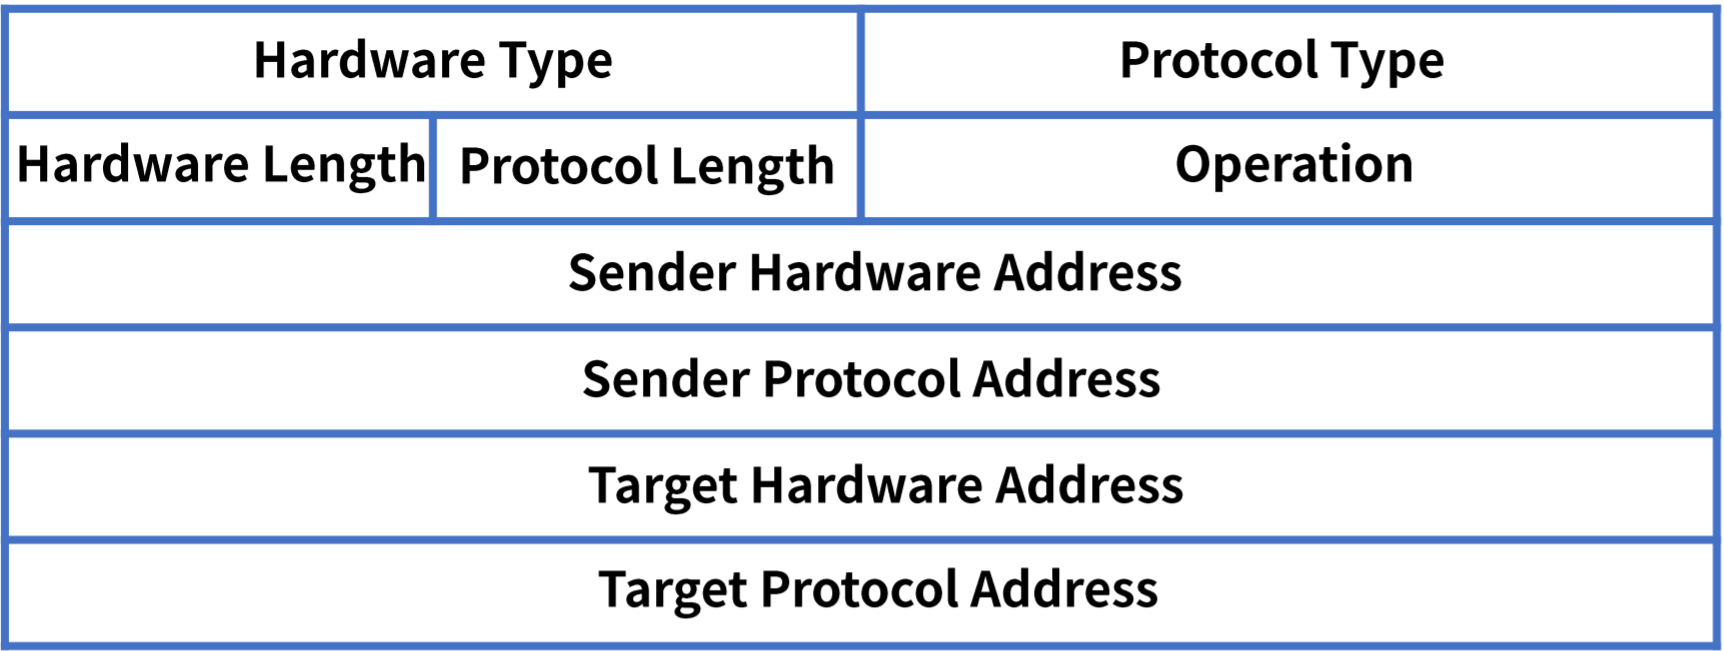 Hardware Type
Protocol Type
Hardware Length
Protocol Length
Operation
Sender Hardware Address
Sender Protocol Address
Target Hardware Address
Target Protocol Address